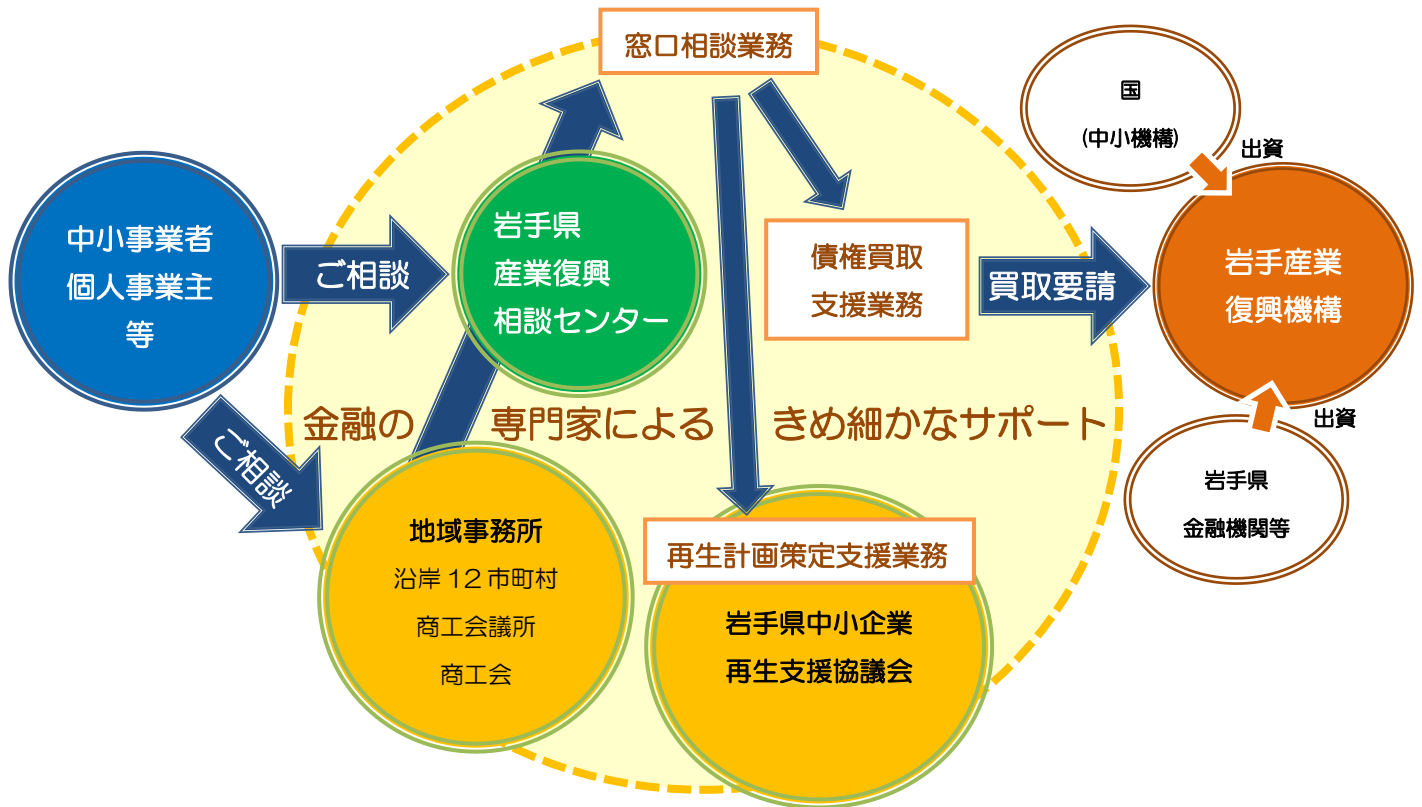 窓口相談業務
国
(中小機構)
出資
中小事業者
個人事業主
等
ご相談
岩手県
産業復興
相談センター
債権買取
支援業務
買取要請
岩手産業
復興機構
金融の 専門家による きめ細かなサポート
出資
ご相談
岩手県
金融機関等
地域事務所
沿岸12市町村
商工会議所
商工会
再生計画策定支援業務
岩手県中小企業
再生支援協議会